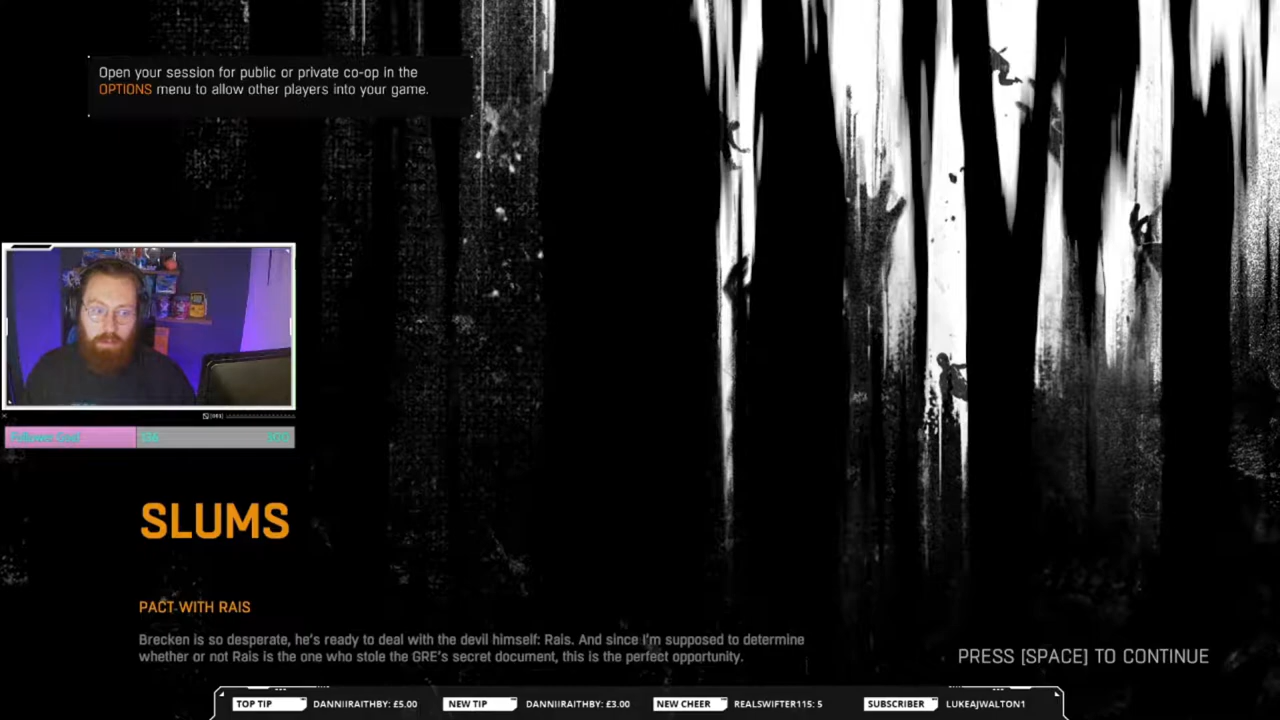 Open your session for public or private co-op in the
OPTIONS menu to allow other players into your game.
Follower Goal 136 300
SLUMS
PACT WITH RAIS
Brecken is so desperate, he's ready to deal with the devil himself: Rais. And since I'm supposed to determine
whether or not Rais is the one who stole the GRE's secret document, this is the perfect opportunity.
PRESS [SPACE] TO CONTINUE
TOP TIP DANNIIRAITHBY: £5.00 NEW TIP DANNIIRAITHBY: £3.00 NEW CHEER REALSWIFTER115: 5 SUBSCRIBER LUKEAJWALTON1